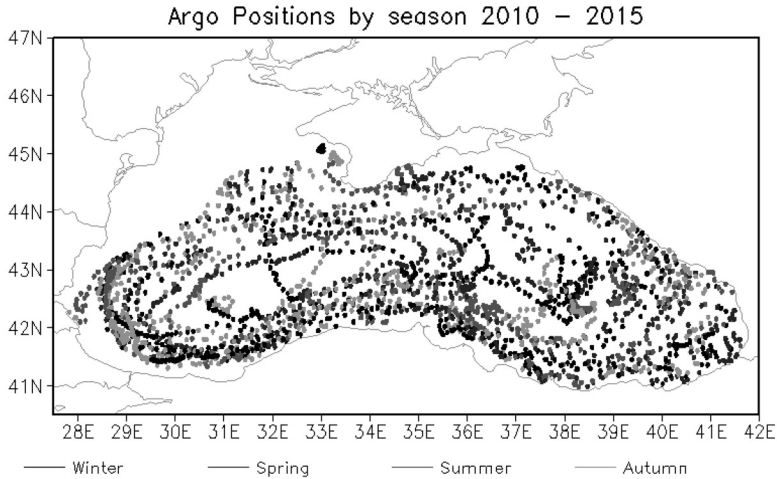 Argo Positions by season 2010 – 2015
47N
46N
45N
44N
43N
42N
41N
28E 29E 30E 31E 32E 33E 34E 35E 36E 37E 38E 39E 40E 41E 42E
Winter Spring Summer Autumn